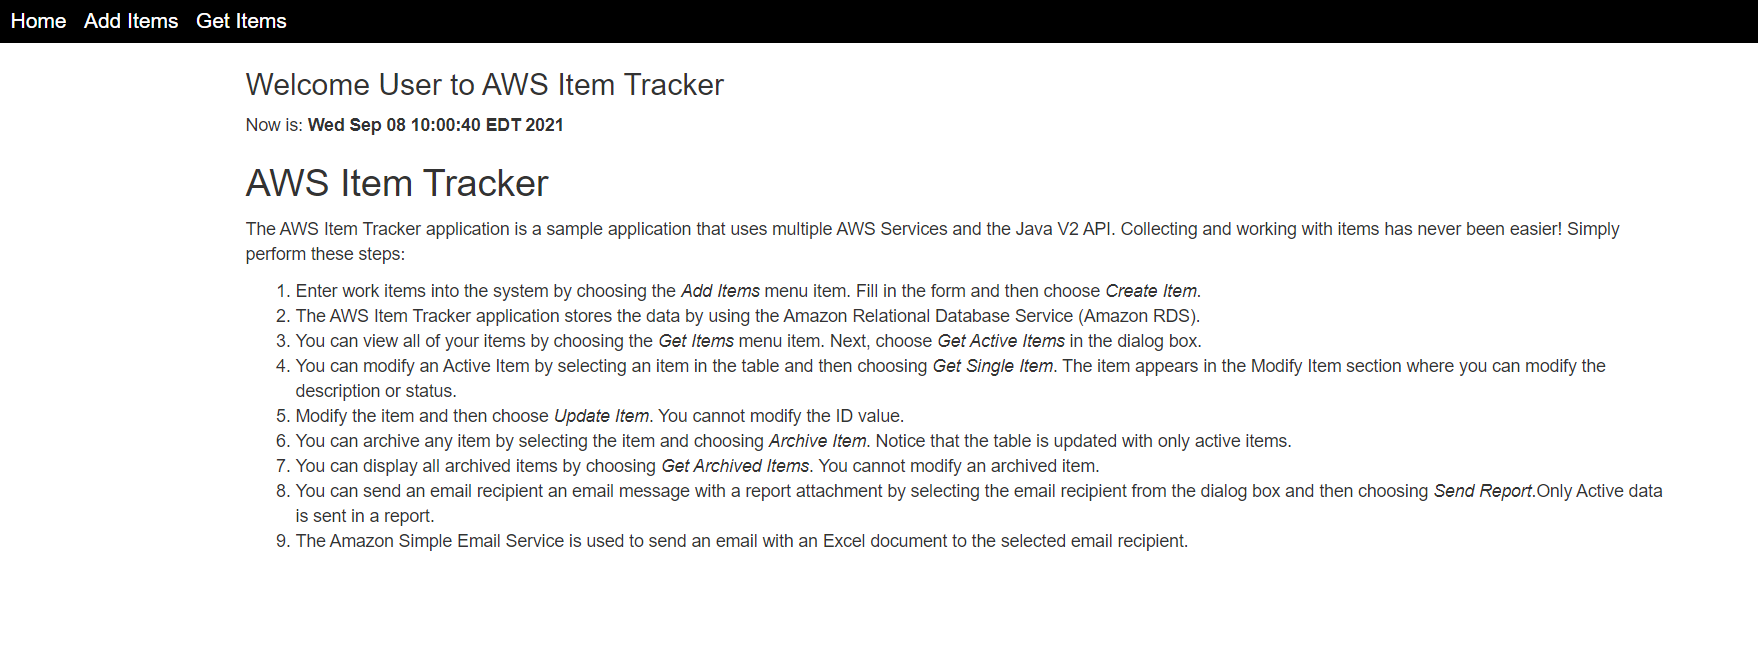 Home Add Items Get Items
Welcome User to AWS Item Tracker
Now is: Wed Sep 08 10:00:40 EDT 2021
AWS Item Tracker
The AWS Item Tracker application is a sample application that uses multiple AWS Services and the Java V2 API. Collecting and working with items has never been easier! Simply
perform these steps:
1. Enter work items into the system by choosing the Add Items menu item. Fill in the form and then choose Create Item.
2. The AWS Item Tracker application stores the data by using the Amazon Relational Database Service (Amazon RDS).
3. You can view all of your items by choosing the Get Items menu item. Next, choose Get Active Items in the dialog box.
4. You can modify an Active Item by selecting an item in the table and then choosing Get Single Item. The item appears in the Modify Item section where you can modify the
description or status.
5. Modify the item and then choose Update Item. You cannot modify the ID value.
6. You can archive any item by selecting the item and choosing Archive Item. Notice that the table is updated with only active items.
7. You can display all archived items by choosing Get Archived Items. You cannot modify an archived item.
8. You can send an email recipient an email message with a report attachment by selecting the email recipient from the dialog box and then choosing Send Report.Only Active data
is sent in a report.
9. The Amazon Simple Email Service is used to send an email with an Excel document to the selected email recipient.